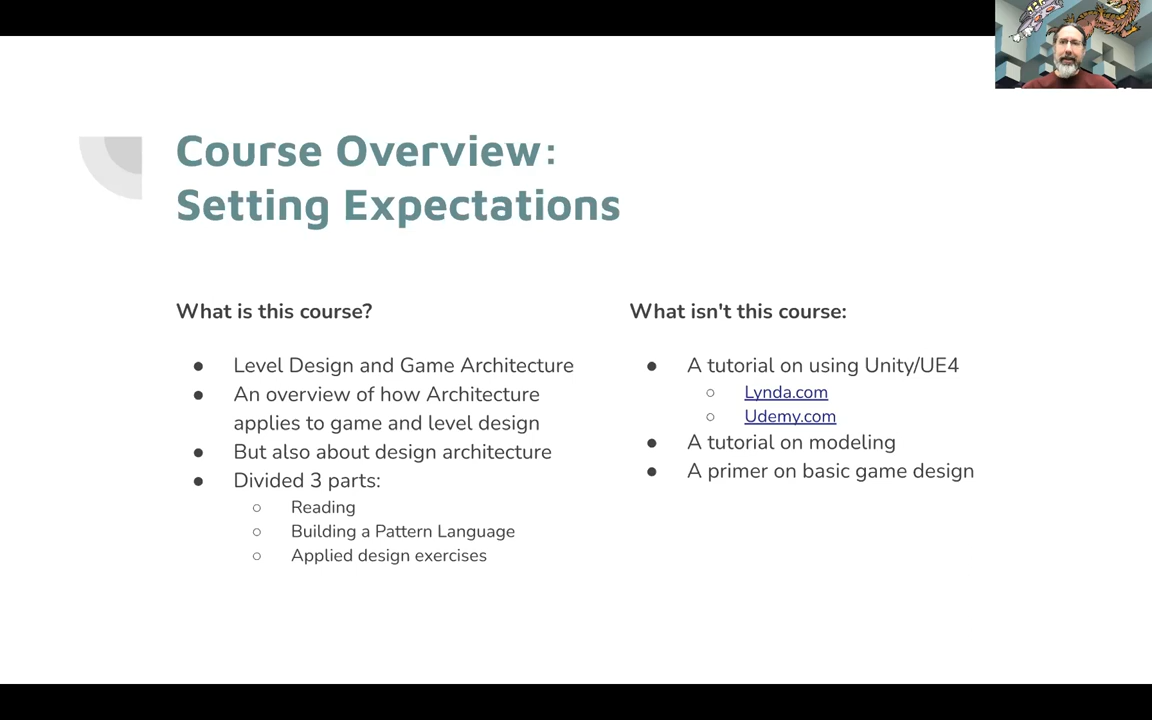 Course Overview:
Setting Expectations
What is this course?
● Level Design and Game Architecture
● An overview of how Architecture
applies to game and level design
● But also about design architecture
● Divided 3 parts:
○ Reading
○ Building a Pattern Language
○ Applied design exercises
What isn't this course:
● A tutorial on using Unity/UE4
○ Lynda.com
○ Udemy.com
● A tutorial on modeling
● A primer on basic game design